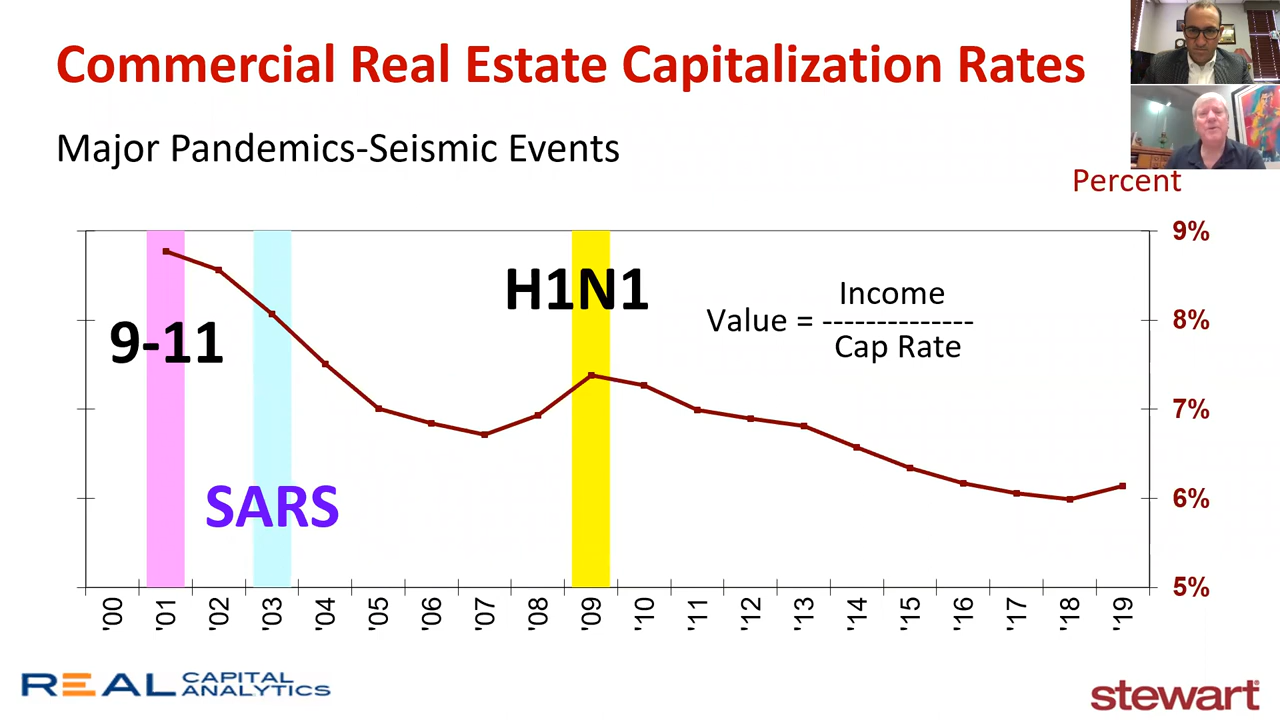 Commercial Real Estate Capitalization Rates
Major Pandemics-Seismic Events
Percent
9%
8%
7%
6%
5%
9-11
SARS
H1N1
Income
Value = --------------
Cap Rate
'00 '01 '02 '03 '04 '05 '06 '07 '08 '09 '10 '11 '12 '13 '14 '15 '16 '17 '18 '19
REAL CAPITAL
ANALYTICS
stewart